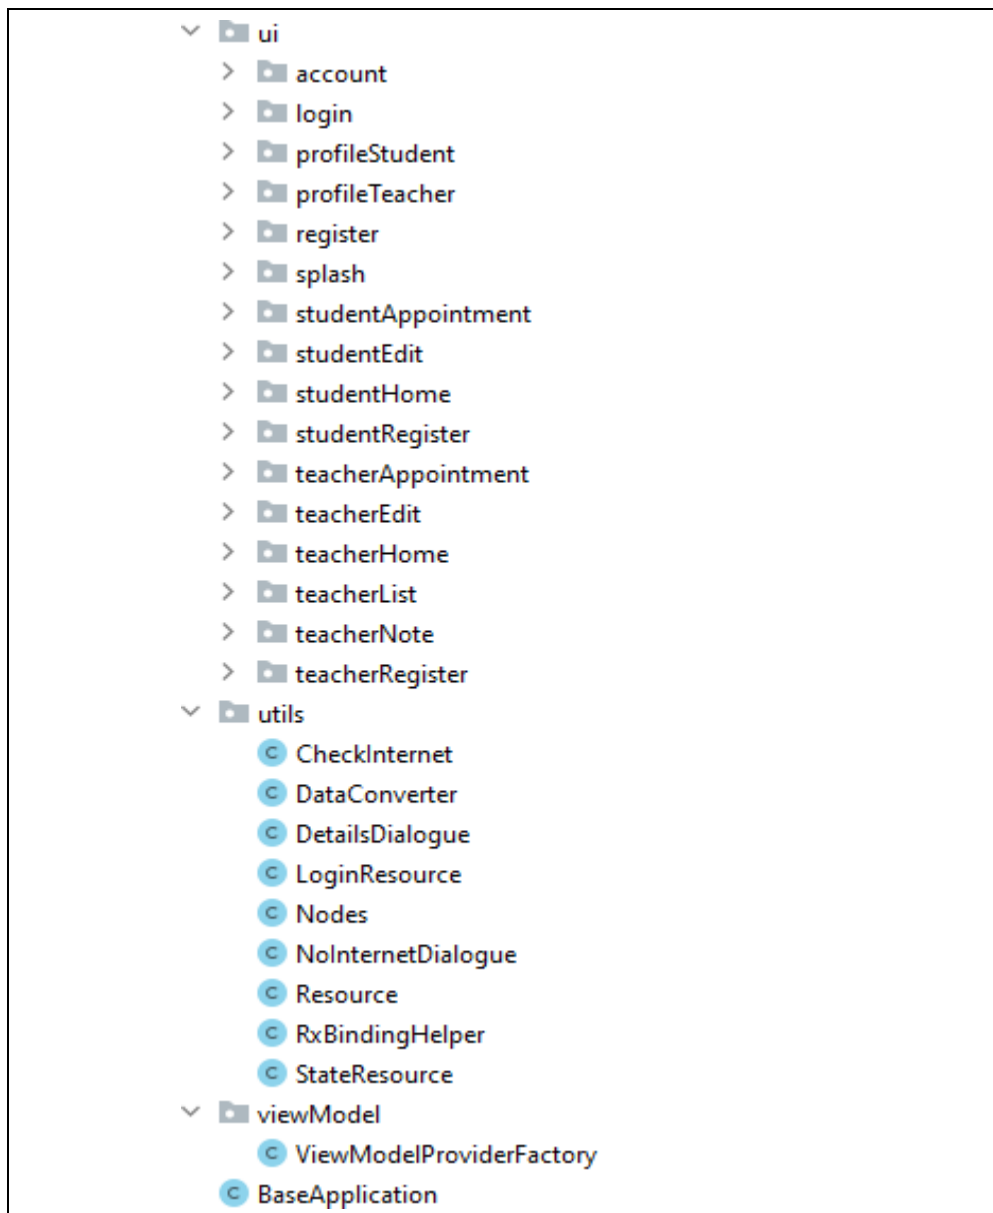 ui
account
login
profileStudent
profileTeacher
register
splash
studentAppointment
studentEdit
studentHome
studentRegister
teacherAppointment
teacherEdit
teacherHome
teacherList
teacherNote
teacherRegister
utils
C CheckInternet
C DataConverter
C DetailsDialogue
C LoginResource
C Nodes
C NoInternetDialogue
C Resource
C RxBindingHelper
C StateResource
viewModel
C ViewModelProviderFactory
C BaseApplication